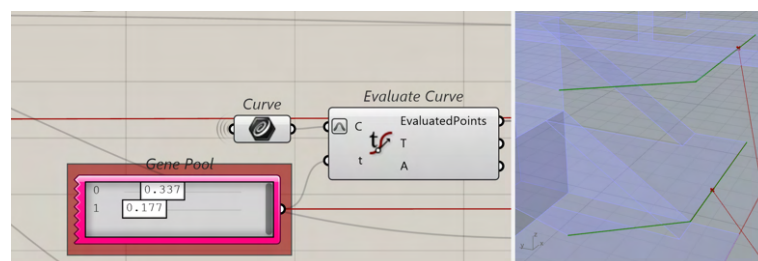 Curve
Evaluate Curve
C
EvaluatedPoints
t
T
A
Gene Pool
0 0.337
1 0.177
z
x